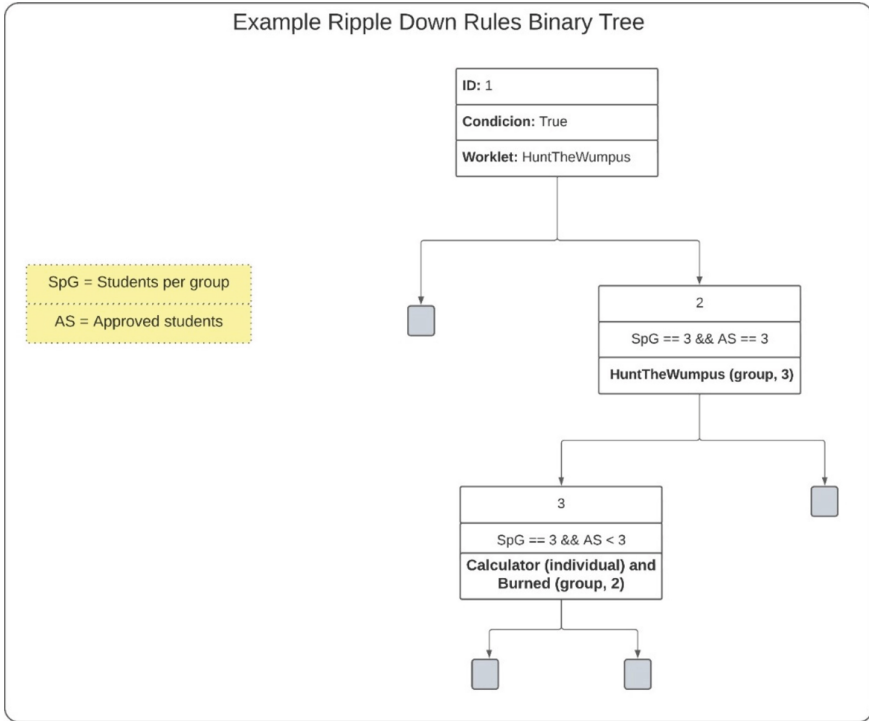 Example Ripple Down Rules Binary Tree
ID: 1
Condicion: True
Worklet: HuntTheWumpus
SpG = Students per group
AS = Approved students
2
SpG == 3 && AS == 3
HuntTheWumpus (group, 3)
3
SpG == 3 && AS < 3
Calculator (individual) and
Burned (group, 2)